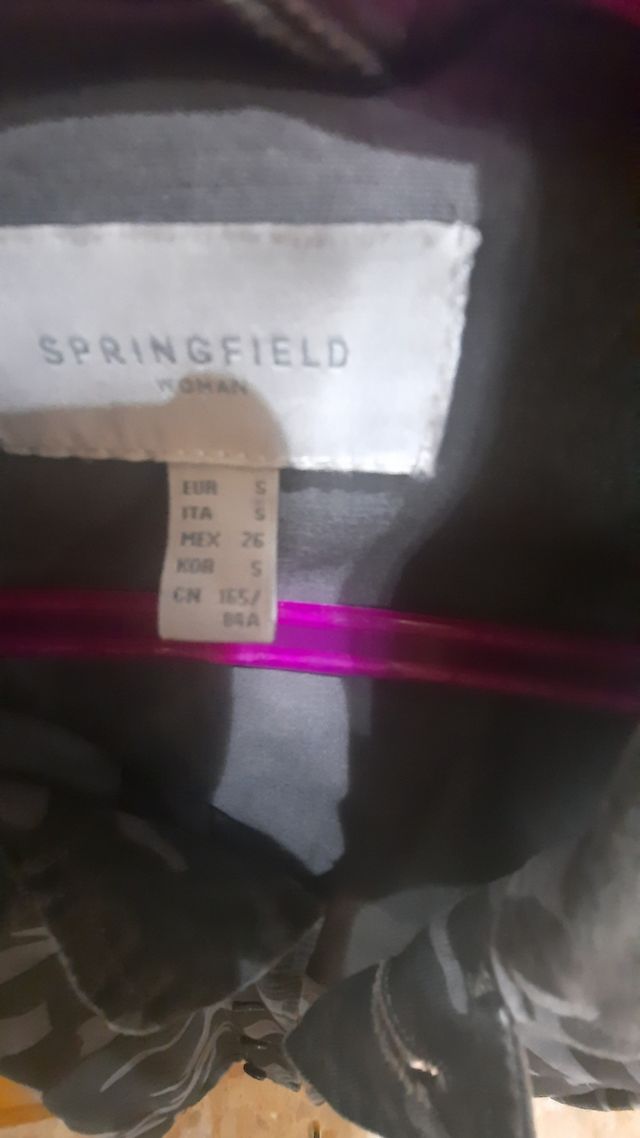 SPRINGFIELD
WOMAN
EUR S
ITA S
MEX 26
KOR S
CN 165/
84A